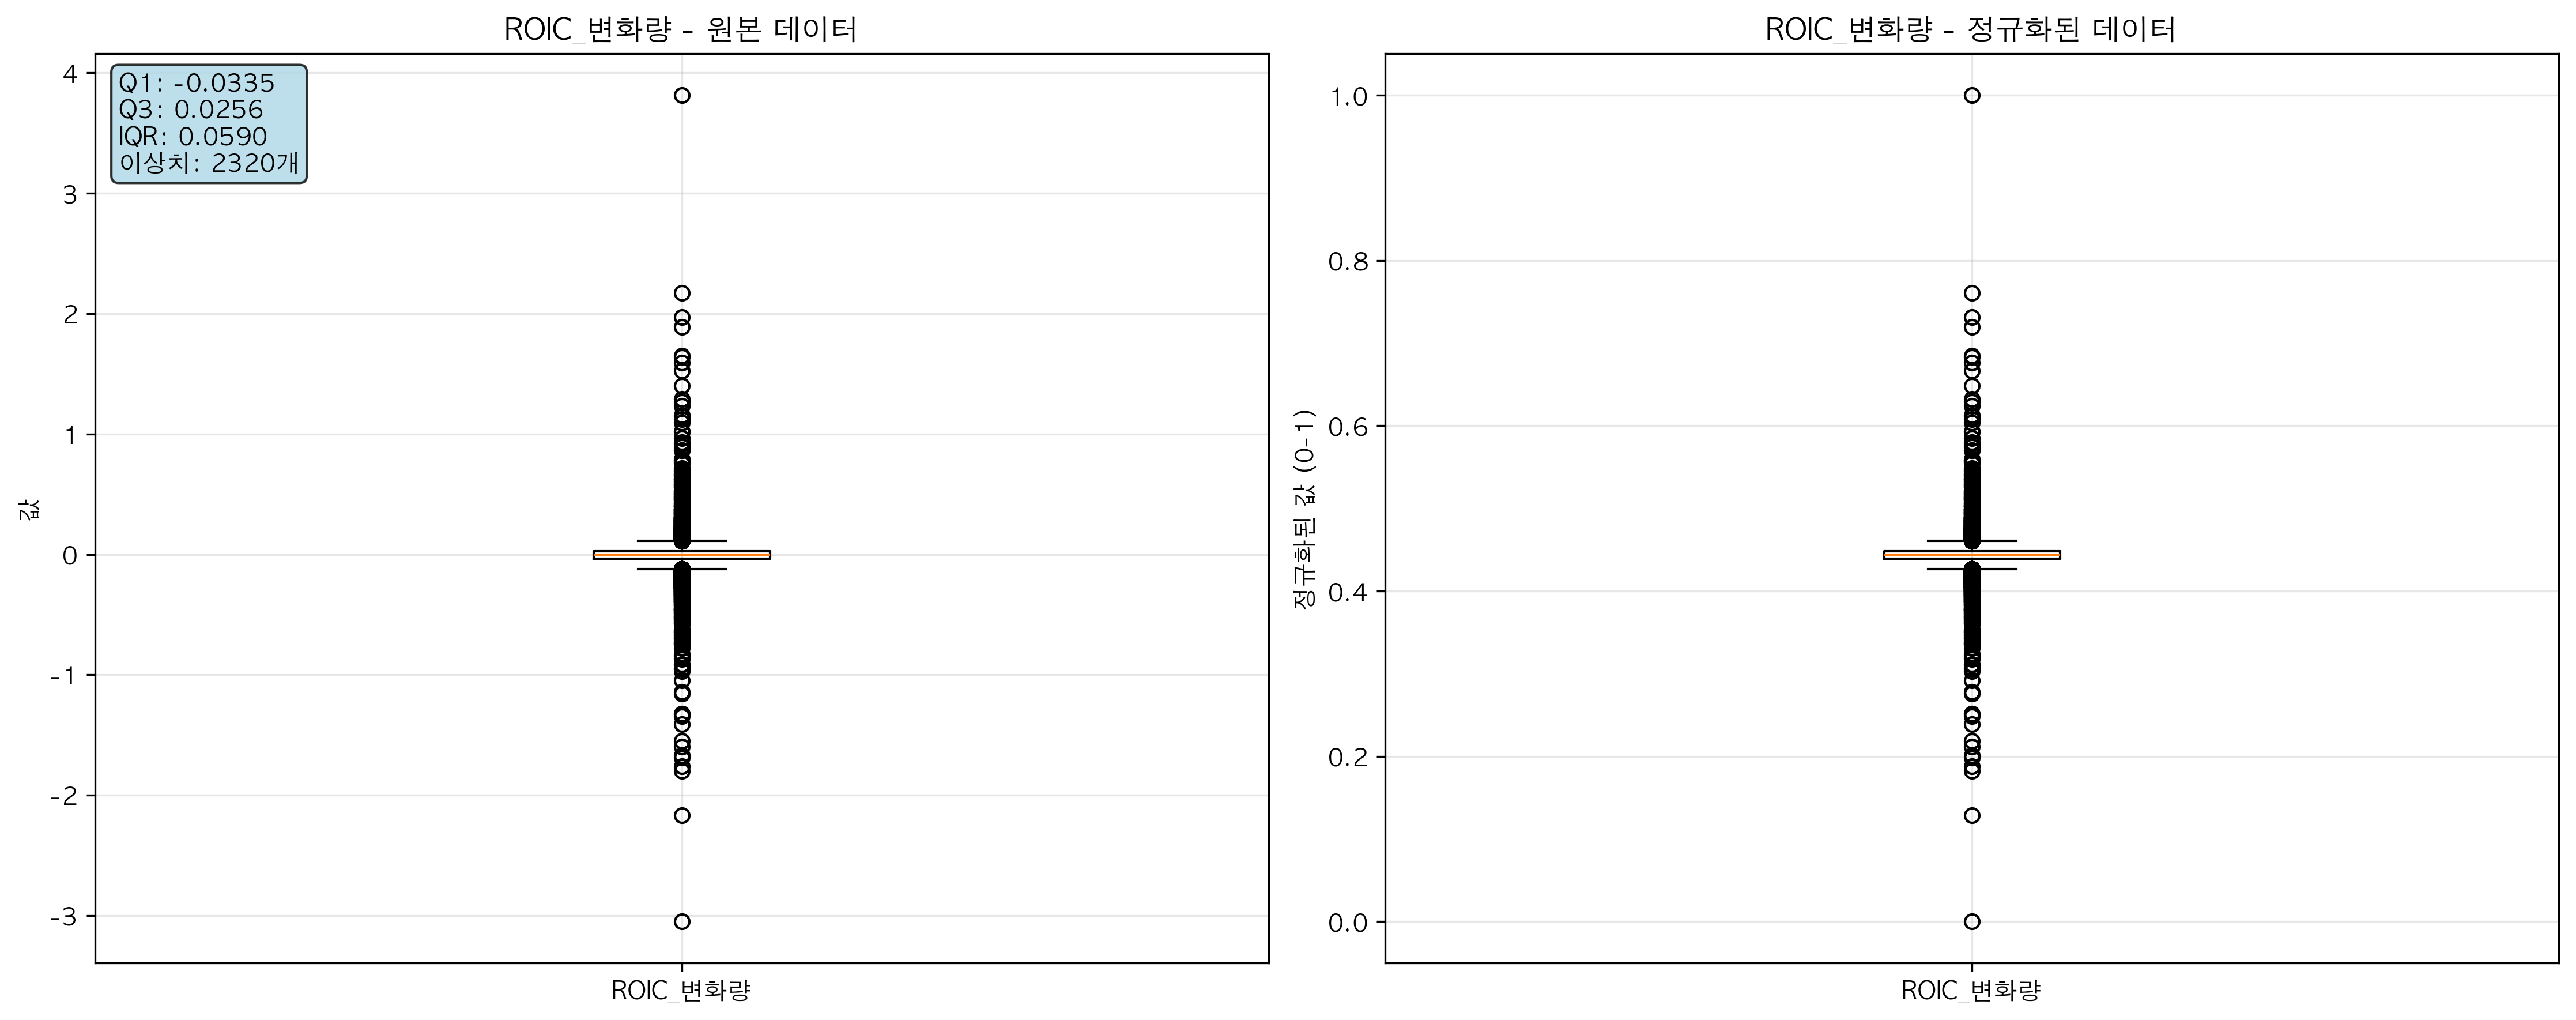 ROIC_변화량 - 원본 데이터
4
3
2
1
0
-1
-2
-3
값
Q1: -0.0335
Q3: 0.0256
IQR: 0.0590
이상치: 2320개
ROIC_변화량
ROIC_변화량 - 정규화된 데이터
1.0
0.8
0.6
0.4
0.2
0.0
정규화된 값 (0-1)
ROIC_변화량